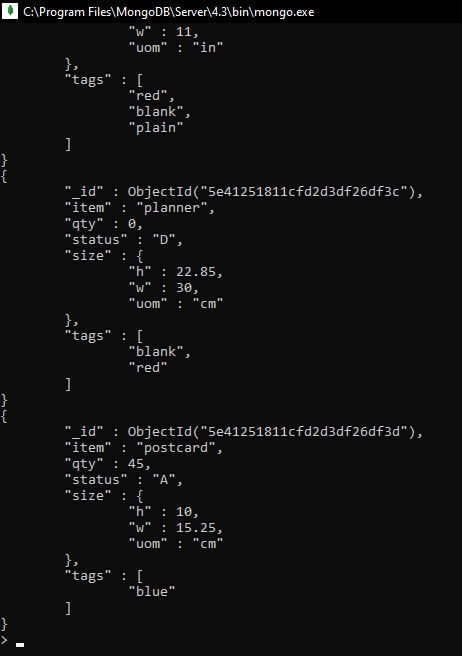 C:\Program Files\MongoDB\Server\4.3\bin\mongo.exe
"w" : 11,
"uom" : "in"
},
"tags" : [
"red",
"blank",
"plain"
]
}
{
"_id" : ObjectId("5e41251811cfd2d3df26df3c"),
"item" : "planner",
"qty" : 0,
"status" : "D",
"size" : {
"h" : 22.85,
"w" : 30,
"uom" : "cm"
},
"tags" : [
"blank",
"red"
]
}
{
"_id" : ObjectId("5e41251811cfd2d3df26df3d"),
"item" : "postcard",
"qty" : 45,
"status" : "A",
"size" : {
"h" : 10,
"w" : 15.25,
"uom" : "cm"
},
"tags" : [
"blue"
]
}
>